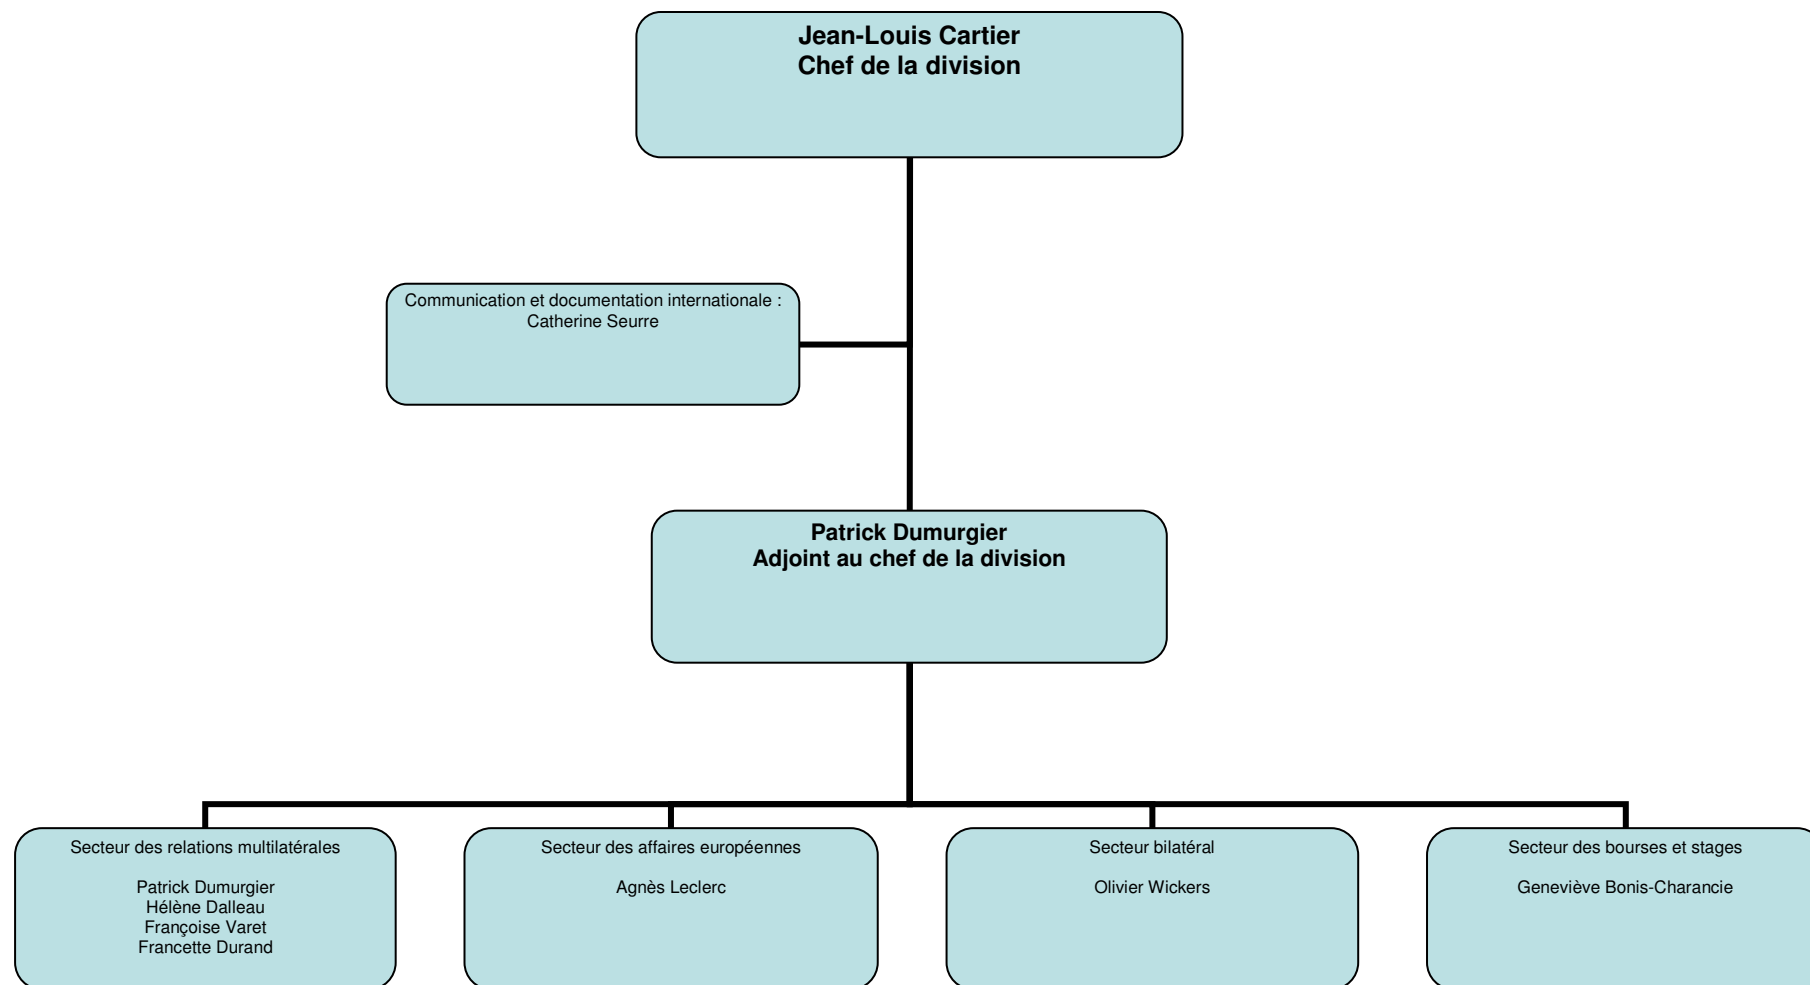 Jean-Louis Cartier
Chef de la division
Communication et documentation internationale :
Catherine Seurre
Patrick Dumurgier
Adjoint au chef de la division
Secteur des relations multilatérales
Patrick Dumurgier
Hélène Dalleau
Françoise Varet
Francette Durand
Secteur des affaires européennes
Agnès Leclerc
Secteur bilatéral
Olivier Wickers
Secteur des bourses et stages
Geneviève Bonis-Charancie